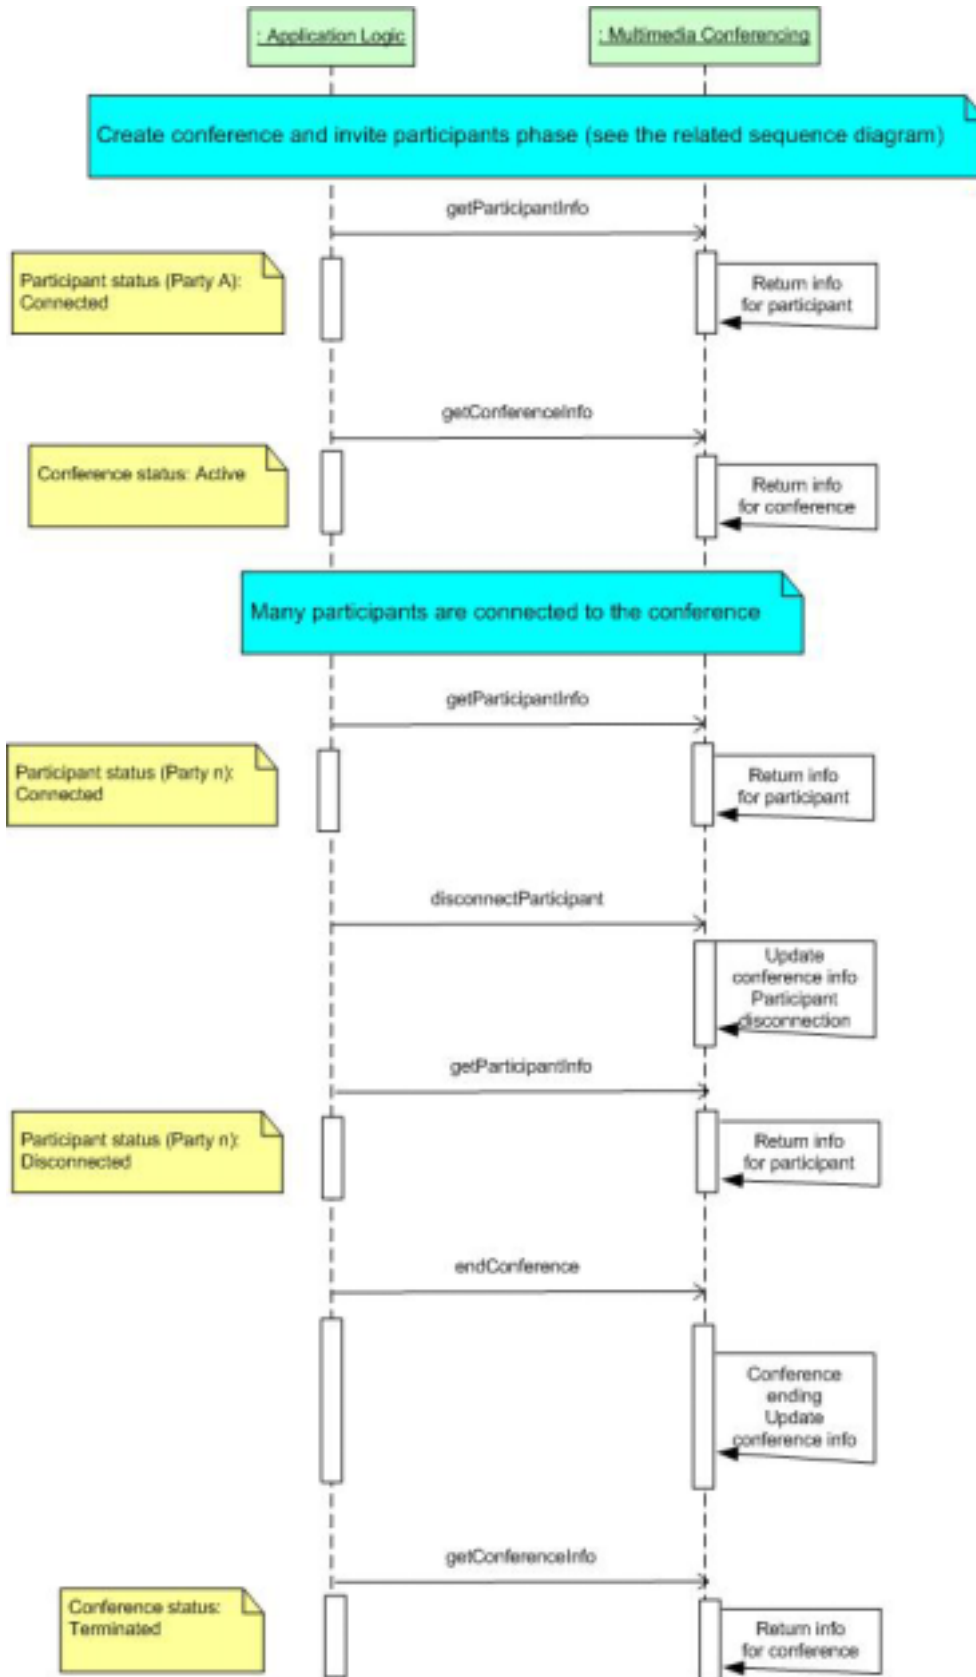 : Application Logic
: Multimedia Conferencing
Create conference and invite participants phase (see the related sequence diagram)
getParticipantInfo
Participant status (Party A):
Connected
Return info
for participant
getConferenceInfo
Conference status: Active
Return info
for conference
Many participants are connected to the conference
getParticipantInfo
Participant status (Party n):
Connected
Return info
for participant
disconnectParticipant
Update
conference info
Participant
disconnection
getParticipantInfo
Participant status (Party n):
Disconnected
Return info
for participant
endConference
Conference
ending
Update
conference info
getConferenceInfo
Conference status:
Terminated
Return info
for conference